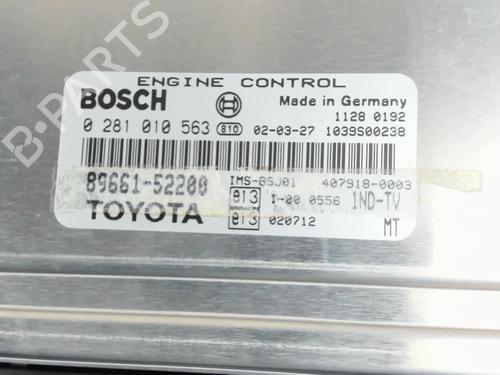 B-PARTS
ENGINE CONTROL
BOSCH Made in Germany
1128 0192
0 281 010 563 810 02-03-27 1039S00238
89661-52200 IMS-BSJ01 407918-0003
TOYOTA 813 I-00 0556 1ND-TV
813 020712 MT